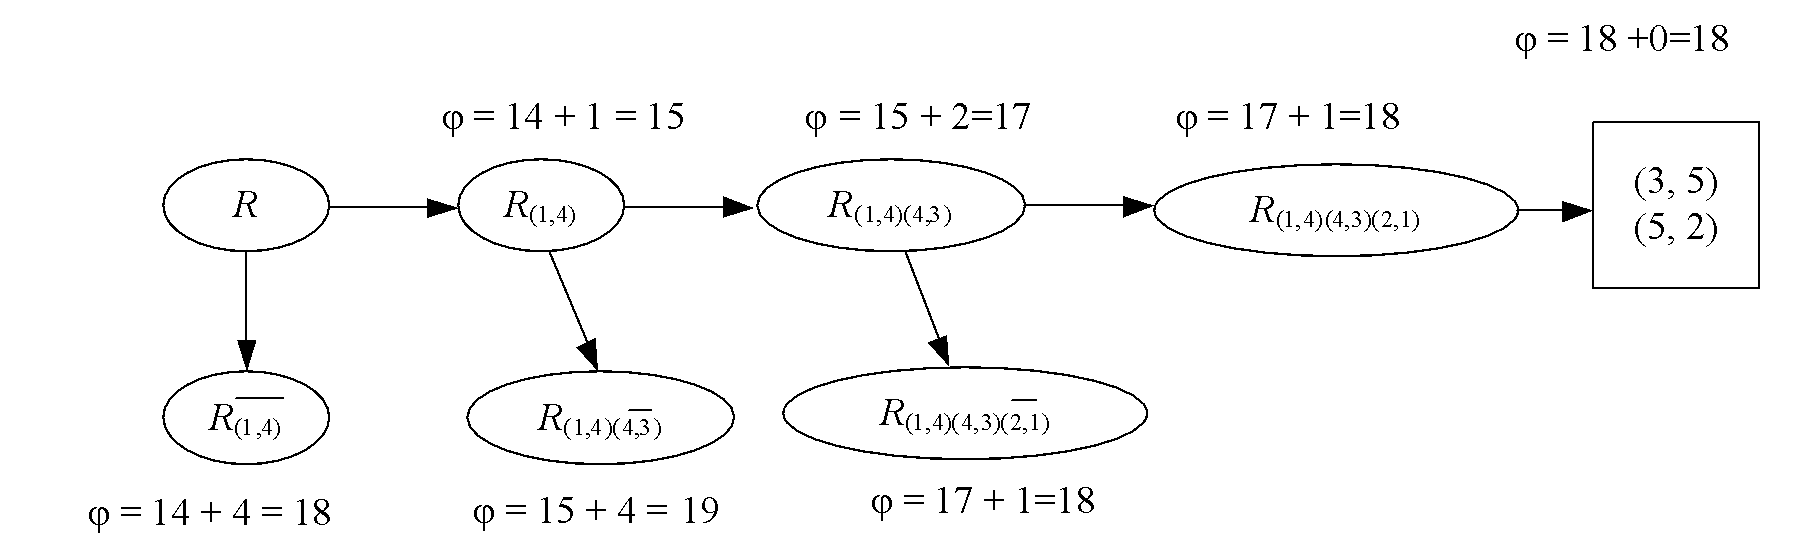 φ = 18 +0=18
φ = 14 + 1 = 15
φ = 15 + 2=17
φ = 17 + 1=18
(3, 5)
(5, 2)
R
R(1,4)
R(1,4)(4,3)
R(1,4)(4,3)(2,1)
R(1,4)
R(1,4)(4,3)
R(1,4)(4,3)(2,1)
φ = 14 + 4 = 18
φ = 15 + 4 = 19
φ = 17 + 1=18